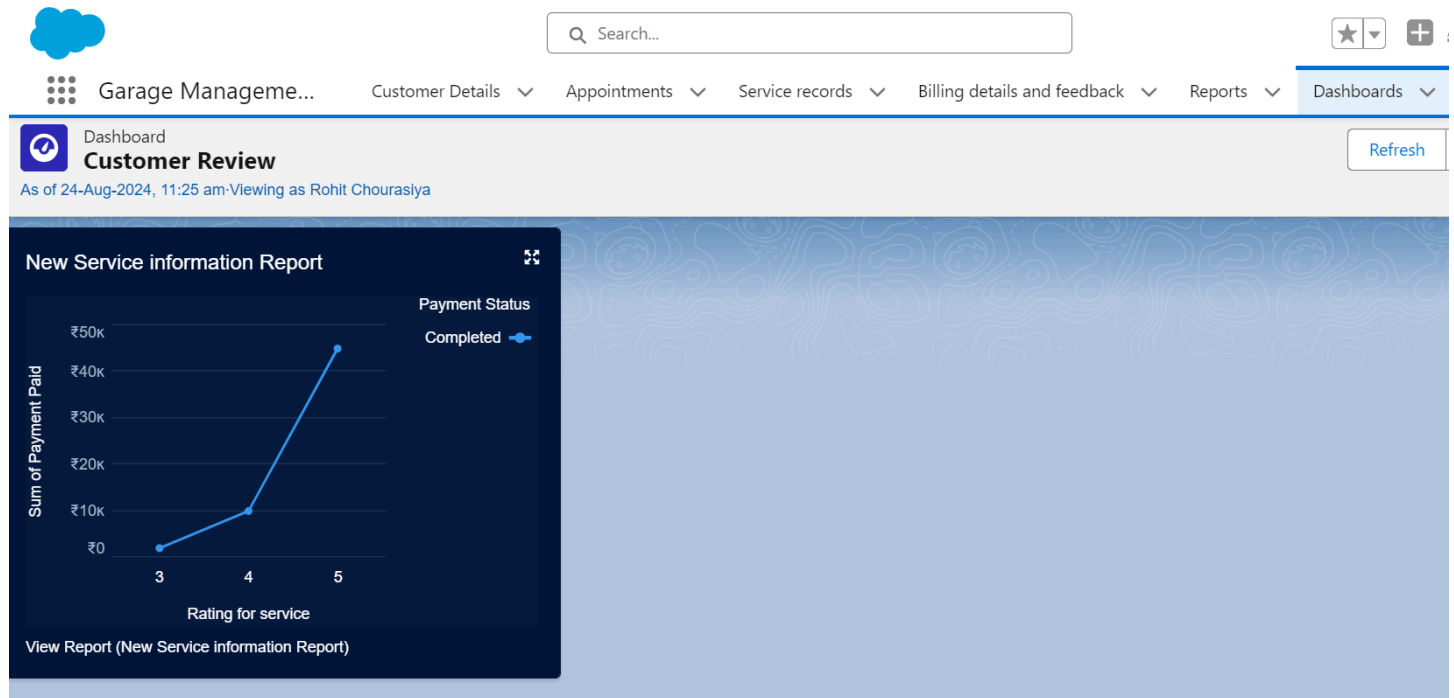 Search...
Garage Manageme... Customer Details Appointments Service records Billing details and feedback Reports Dashboards
Dashboard
Customer Review
Refresh
As of 24-Aug-2024, 11:25 am·Viewing as Rohit Chourasiya
New Service information Report
Payment Status
Completed
Sum of Payment Paid
₹50K
₹40K
₹30K
₹20K
₹10K
₹0
3 4 5
Rating for service
View Report (New Service information Report)